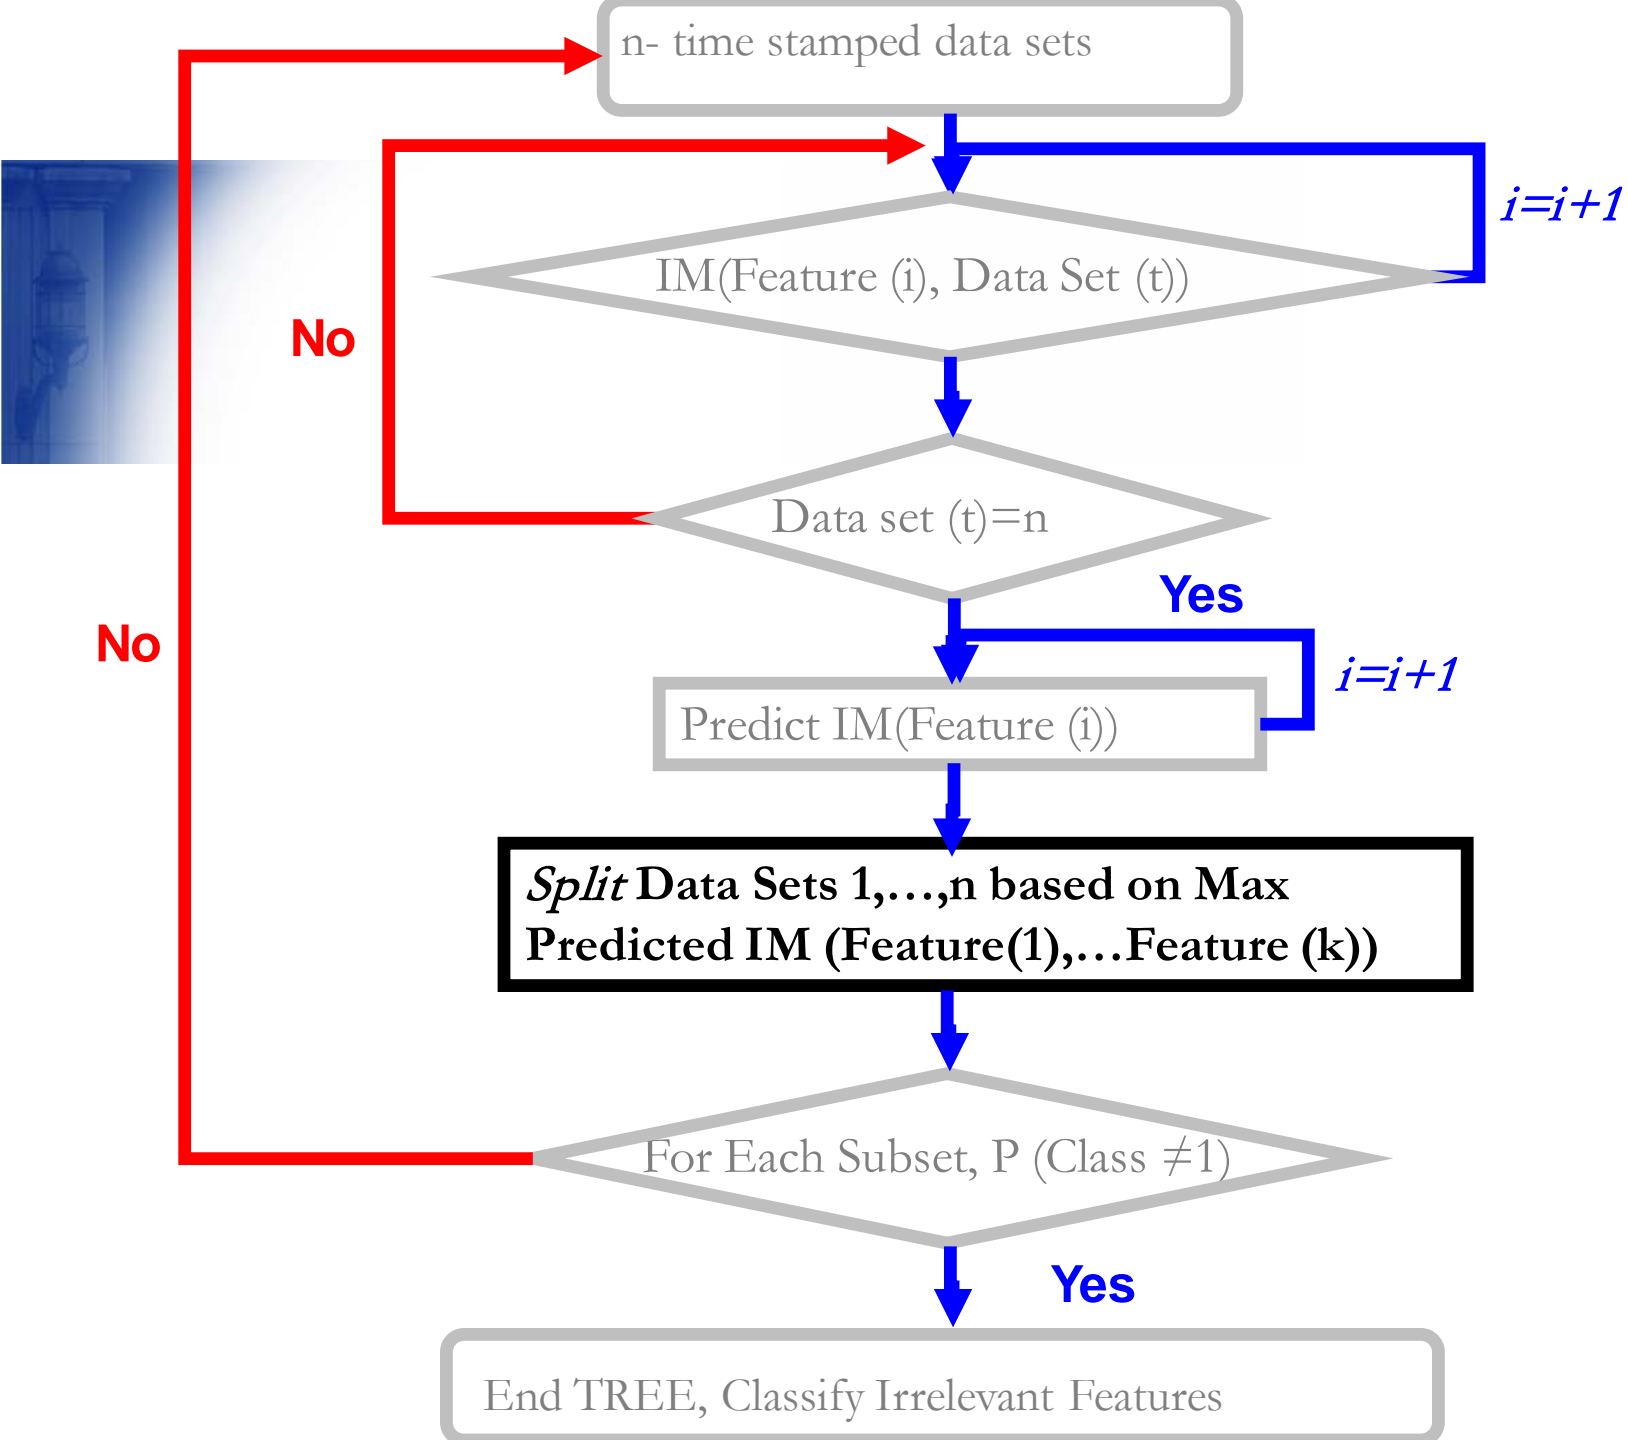 n- time stamped data sets
i=i+1
IM(Feature (i), Data Set (t))
No
Data set (t)=n
Yes
No
i=i+1
Predict IM(Feature (i))
Split Data Sets 1,…,n based on Max
Predicted IM (Feature(1),…Feature (k))
For Each Subset, P (Class ≠1)
Yes
End TREE, Classify Irrelevant Features